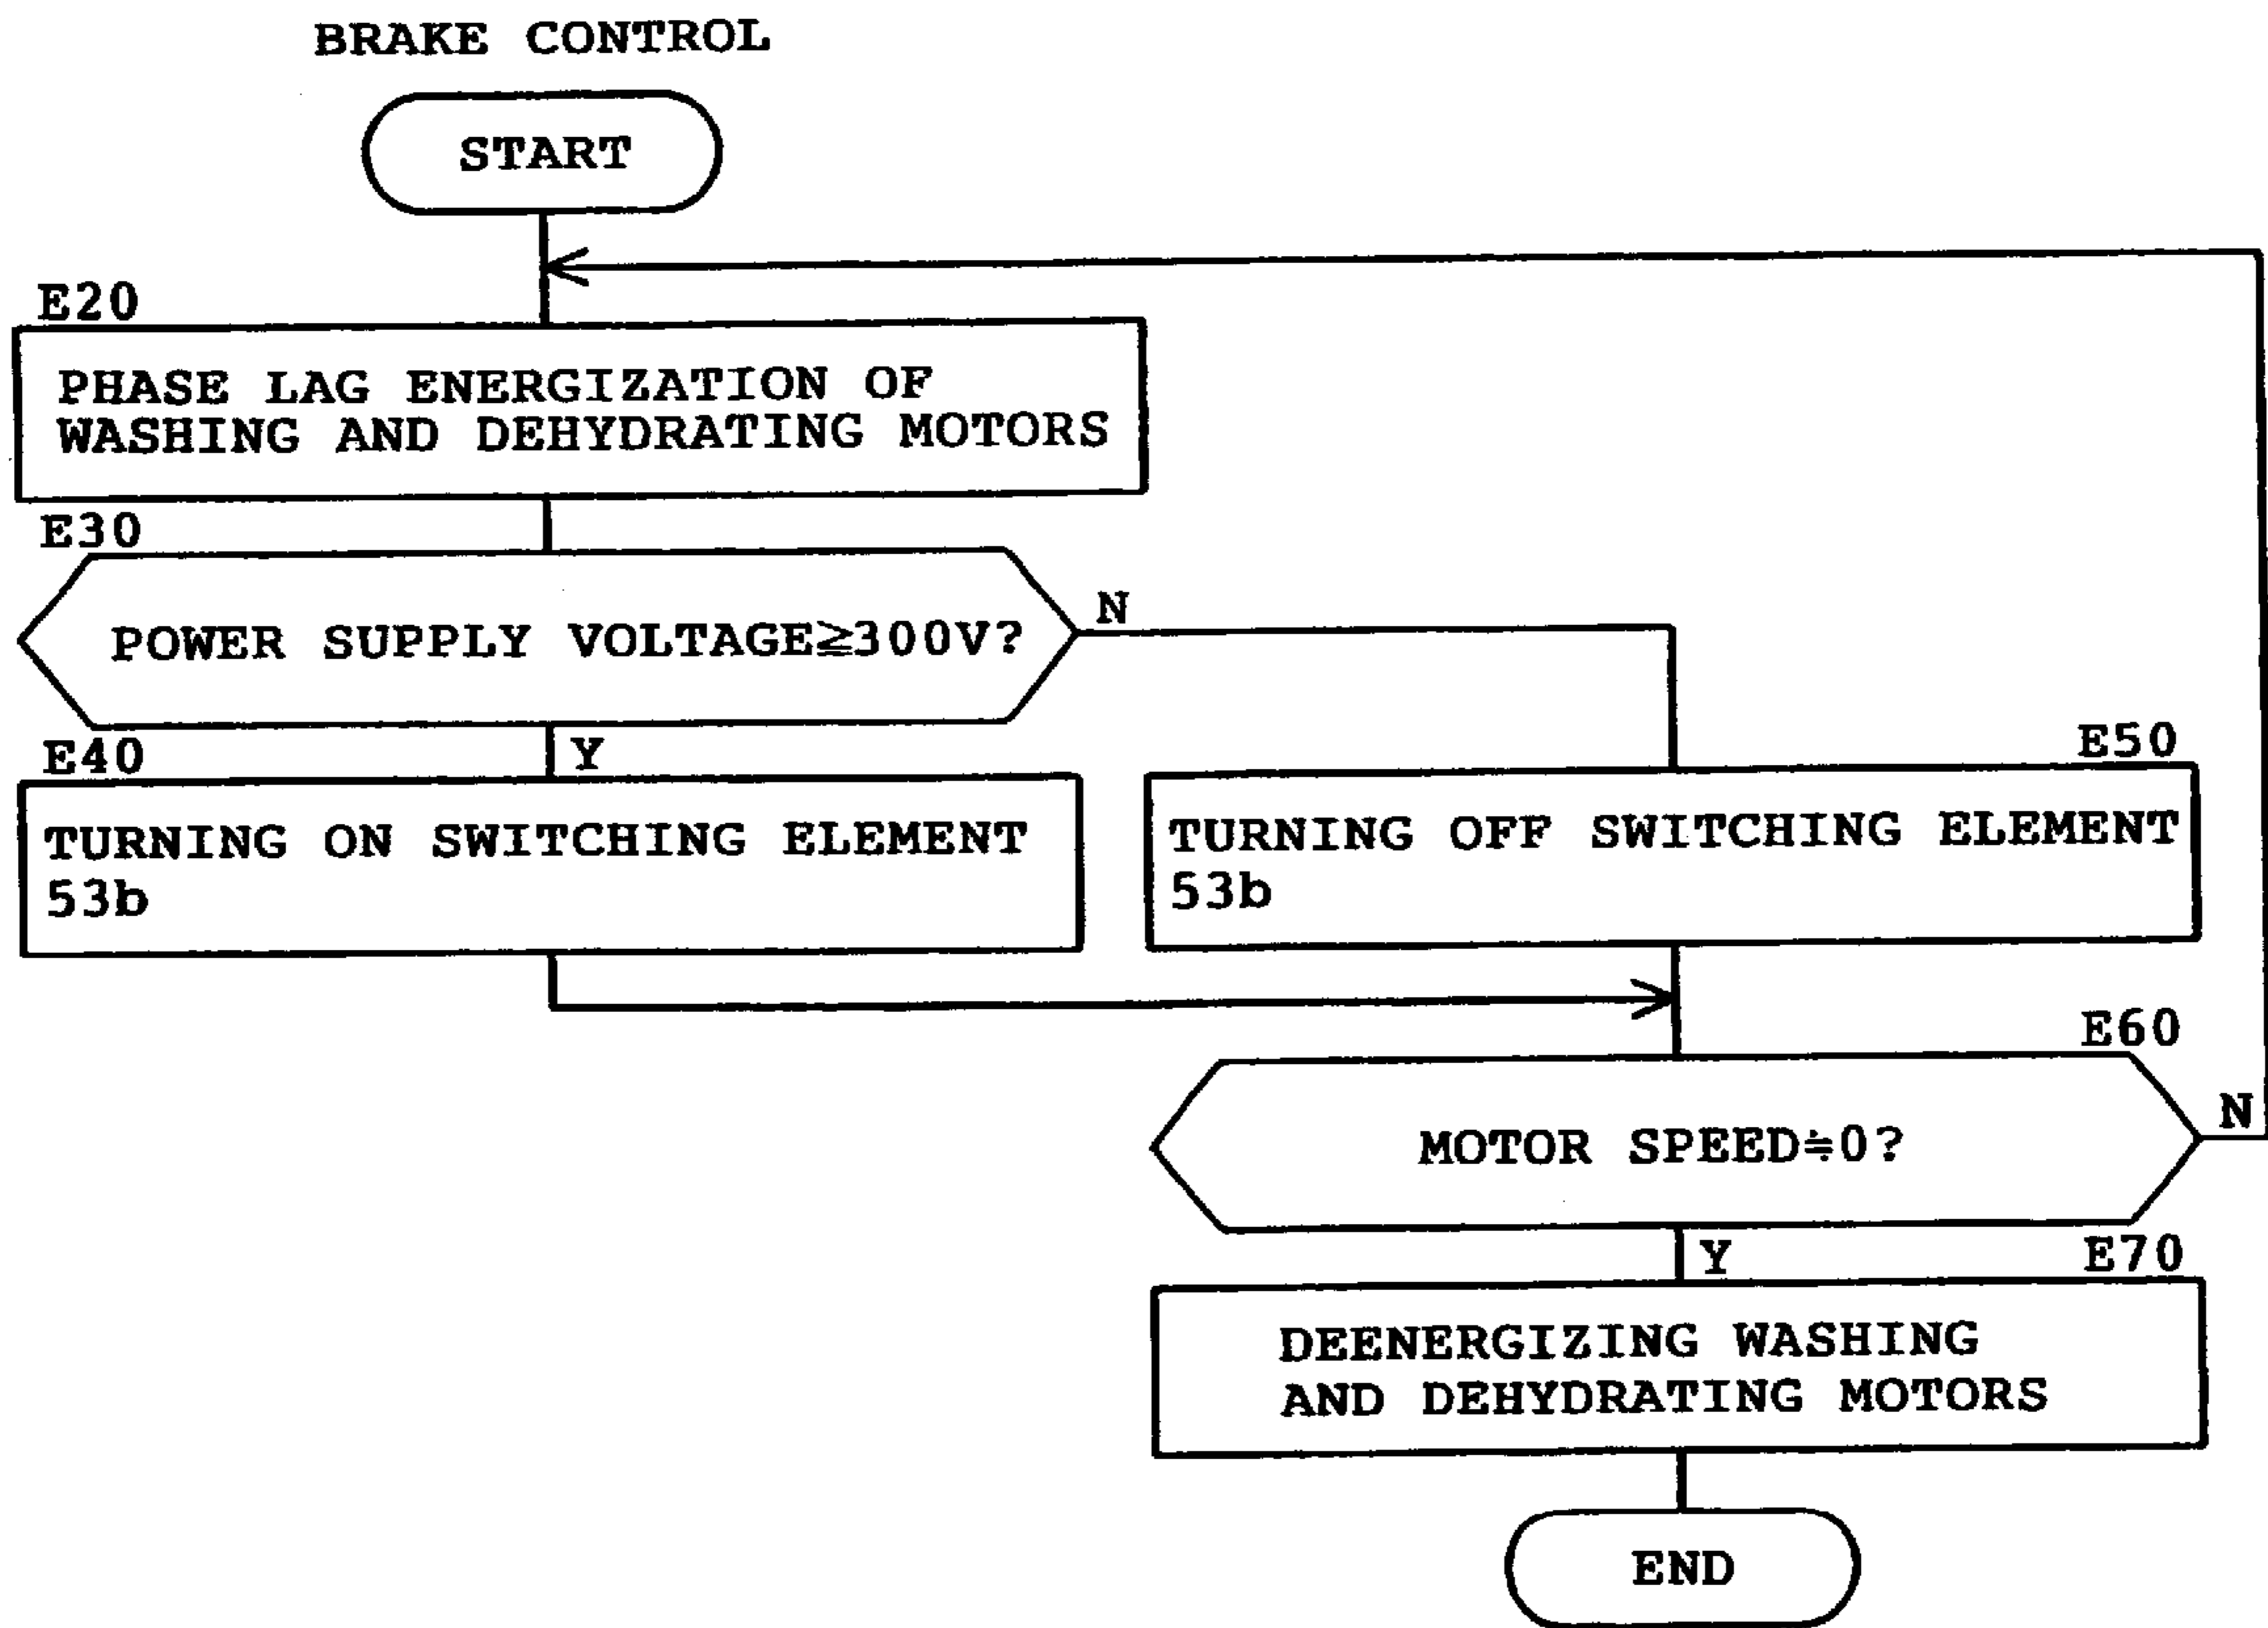 BRAKE CONTROL
START
E20
PHASE LAG ENERGIZATION OF
WASHING AND DEHYDRATING MOTORS
E30
POWER SUPPLY VOLTAGE≧300V?
N
Y
E40
TURNING ON SWITCHING ELEMENT
53b
E50
TURNING OFF SWITCHING ELEMENT
53b
E60
MOTOR SPEED≒0?
N
Y
E70
DEENERGIZING WASHING
AND DEHYDRATING MOTORS
END